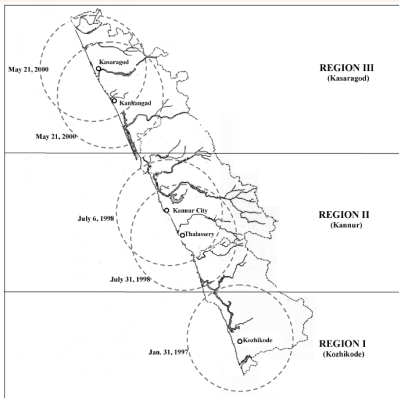 May 21, 2000
Kasaragod
REGION III
(Kasaragod)
Kanhangad
May 21, 2000
July 6, 1998
Kannur City
REGION II
(Kannur)
Thalassery
July 31, 1998
Jan. 31, 1997
Kozhikode
REGION I
(Kozhikode)